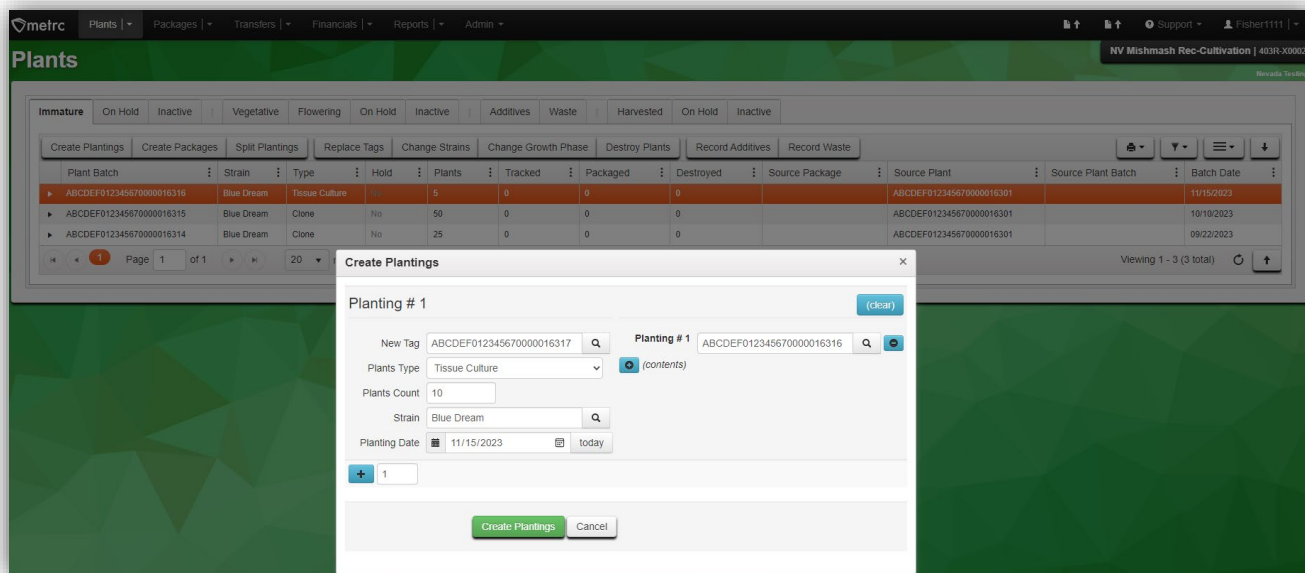 metrc Plants Packages Transfers Financials Reports Admin Support Fisher1111
Plants
NV Mishmash Rec-Cultivation | 403R-X0002
Immature On Hold Inactive Vegetative Flowering On Hold Inactive Additives Waste Harvested On Hold Inactive
Create Plantings Create Packages Split Plantings Replace Tags Change Strains Change Growth Phase Destroy Plants Record Additives Record Waste
Plant Batch Strain Type Hold Plants Tracked Packaged Destroyed Source Package Source Plant Source Plant Batch Batch Date
ABCDEF012345670000016316 Blue Dream Tissue Culture No 5 0 0 0 ABCDEF012345670000016301 11/15/2023
ABCDEF012345670000016315 Blue Dream Clone No 50 0 0 0 ABCDEF012345670000016301 10/10/2023
ABCDEF012345670000016314 Blue Dream Clone No 25 0 0 0 ABCDEF012345670000016301 09/22/2023
1 Page 1 of 1 20 Viewing 1 - 3 (3 total)
Create Plantings ×
Planting # 1 (clear)
New Tag ABCDEF012345670000016317 Planting # 1 ABCDEF012345670000016316
Plants Type Tissue Culture (contents)
Plants Count 10
Strain Blue Dream
Planting Date 11/15/2023 today
1
Create Plantings Cancel